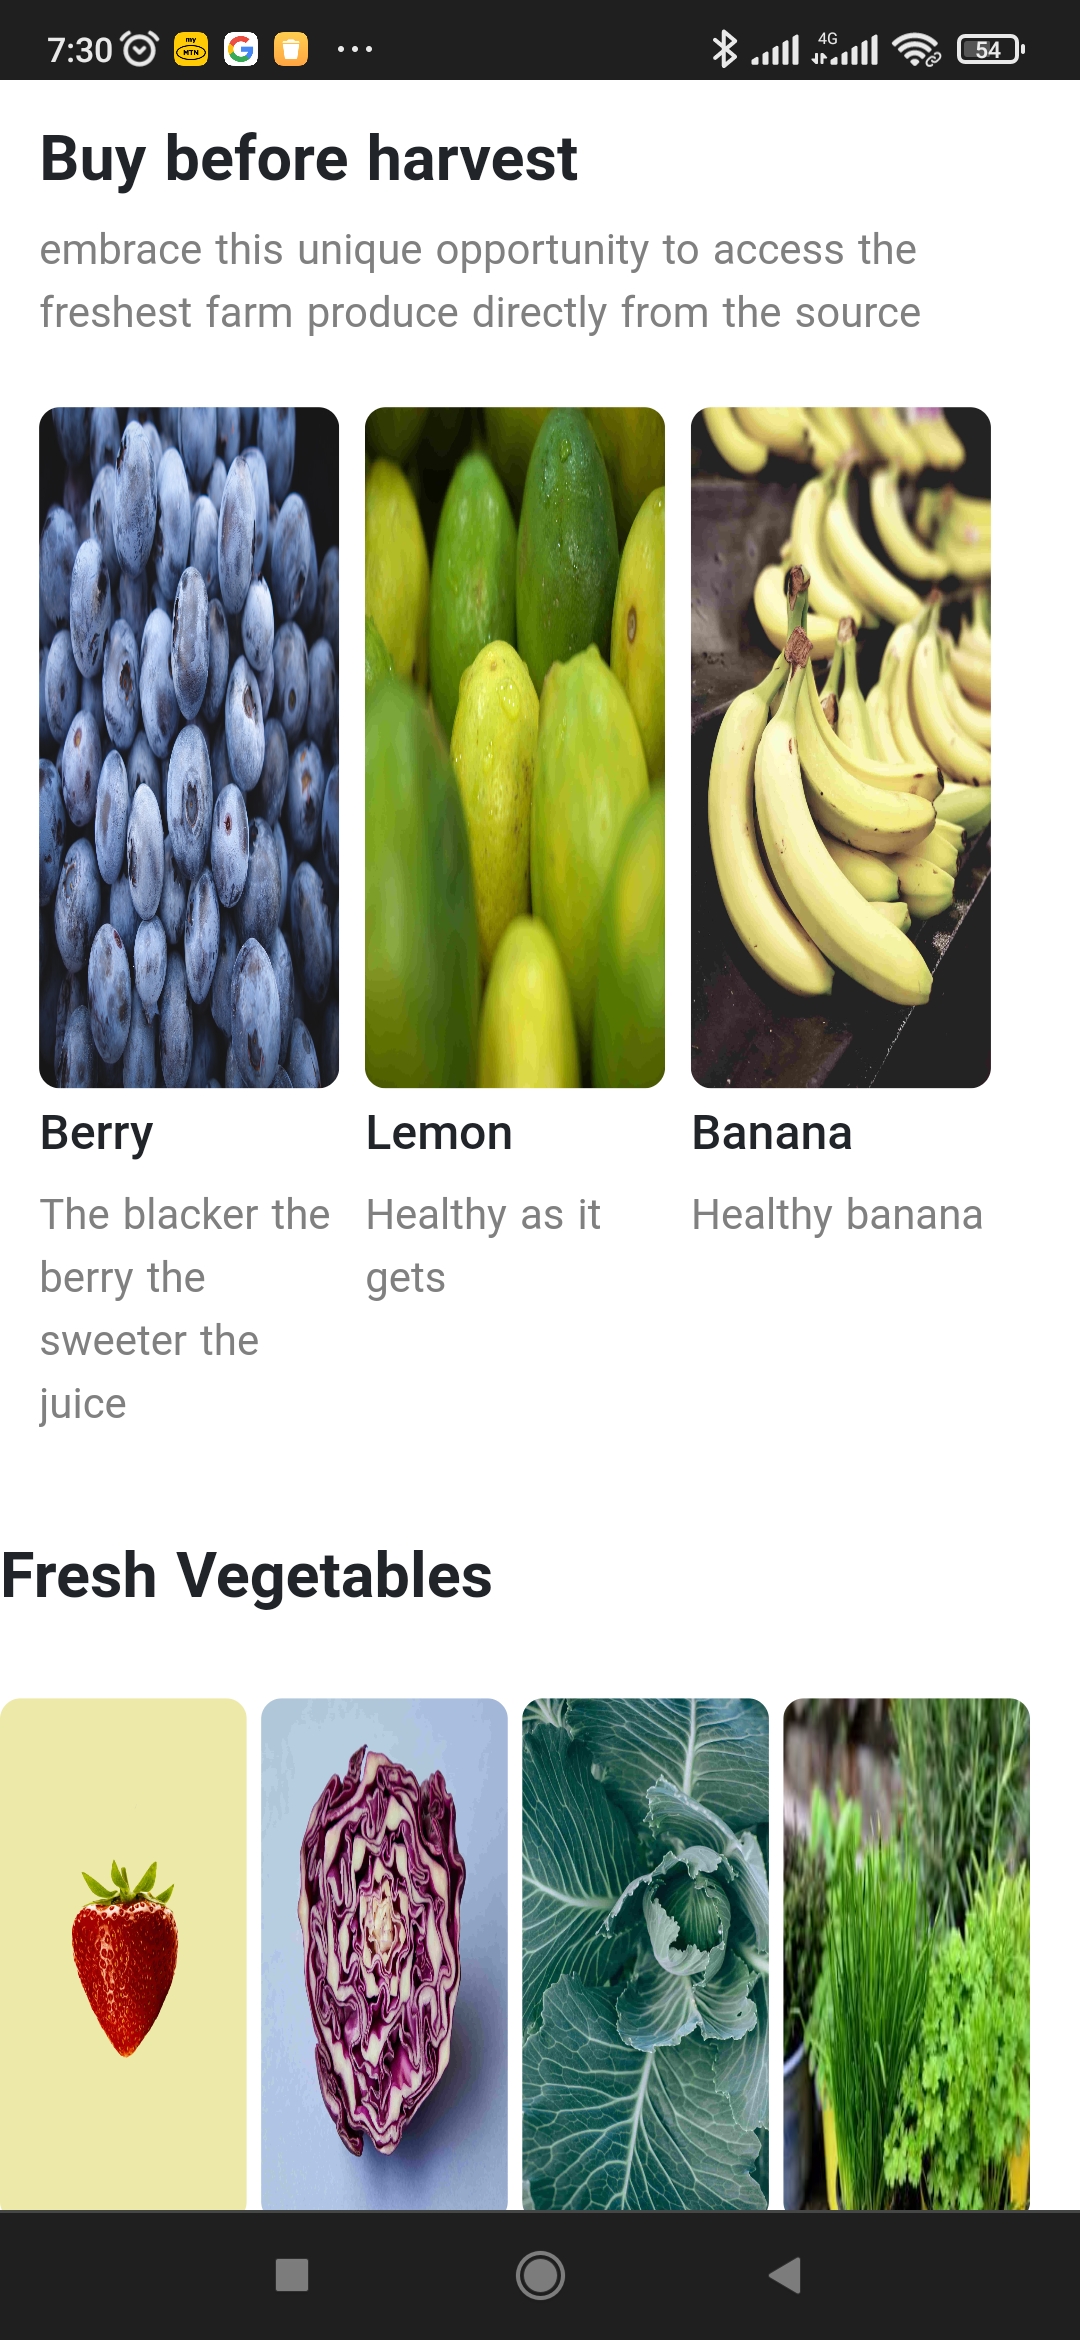 7:30 my MTN G ... 4G 54
Buy before harvest
embrace this unique opportunity to access the
freshest farm produce directly from the source
Berry
The blacker the
berry the
sweeter the
juice
Lemon
Healthy as it
gets
Banana
Healthy banana
Fresh Vegetables